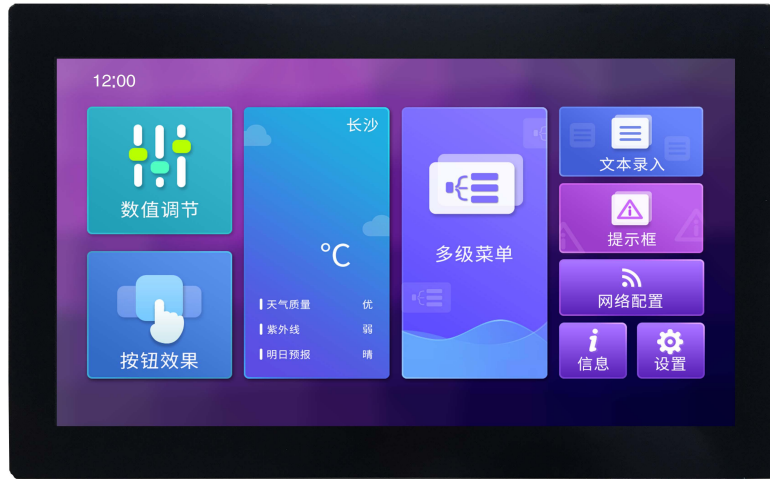 12:00
数值调节
按钮效果
长沙
°C
天气质量 优
紫外线 弱
明日预报 晴
多级菜单
文本录入
提示框
网络配置
信息
设置